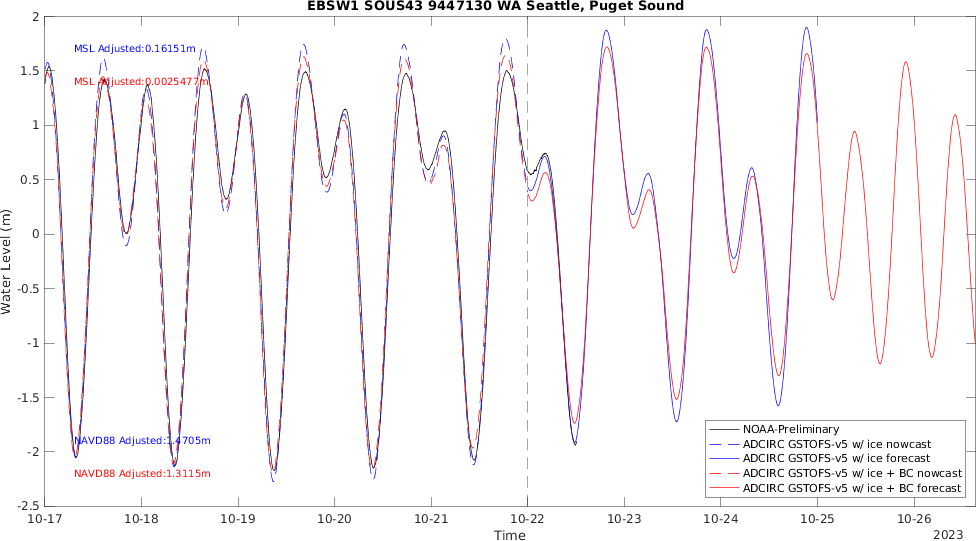 EBSW1 SOUS43 9447130 WA Seattle, Puget Sound
2
1.5
1
0.5
0
-0.5
-1
-1.5
-2
-2.5
Water Level (m)
MSL Adjusted:0.16151m
MSL Adjusted:0.0025477m
NAVD88 Adjusted:1.4705m
NAVD88 Adjusted:1.3115m
NOAA-Preliminary
ADCIRC GSTOFS-v5 w/ ice nowcast
ADCIRC GSTOFS-v5 w/ ice forecast
ADCIRC GSTOFS-v5 w/ ice + BC nowcast
ADCIRC GSTOFS-v5 w/ ice + BC forecast
10-17 10-18 10-19 10-20 10-21 10-22 10-23 10-24 10-25 10-26
Time
2023